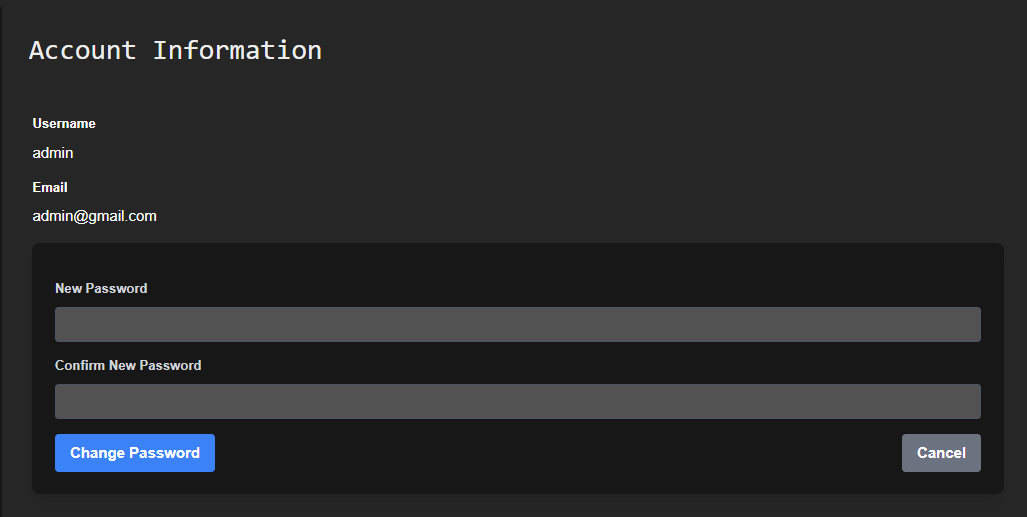 Account Information
Username
admin
Email
admin@gmail.com
New Password
Confirm New Password
Change Password
Cancel